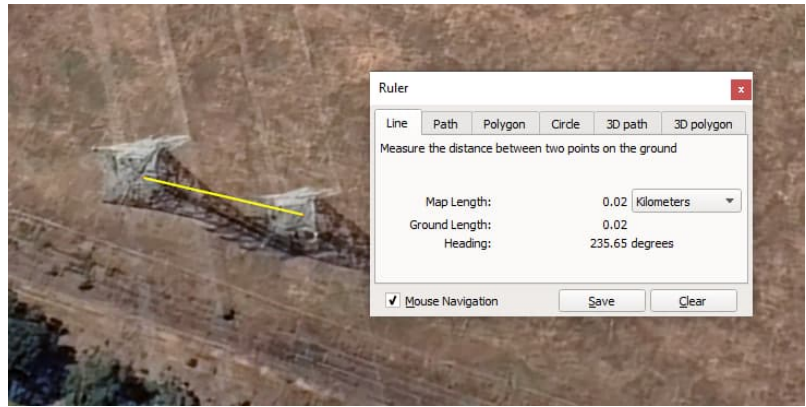 Ruler
x
Line Path Polygon Circle 3D path 3D polygon
Measure the distance between two points on the ground
Map Length: 0.02 Kilometers
Ground Length: 0.02
Heading: 235.65 degrees
Mouse Navigation Save Clear